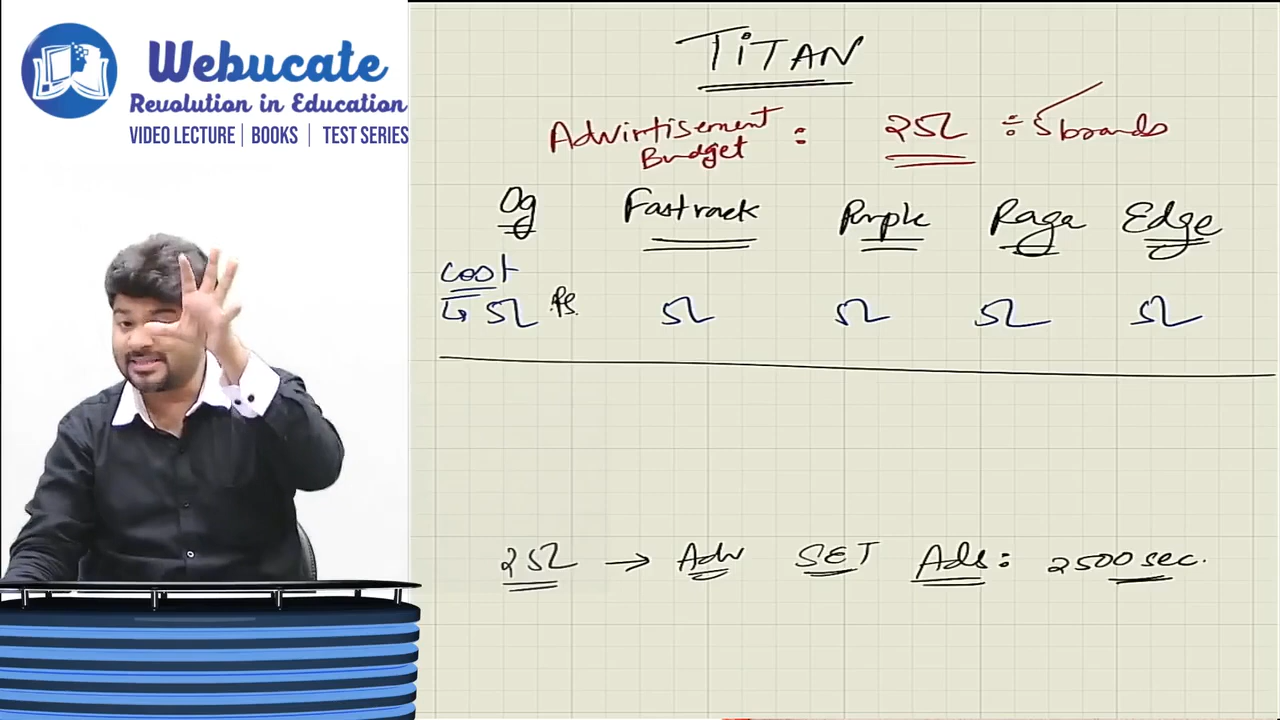 Webucate
Revolution in Education
VIDEO LECTURE | BOOKS | TEST SERIES
TiTAN
Advirtisement Budget : 25L ÷ 5 brands
Og Fastrack Purple Raga Edge
Cost
↳ 5L Ps. 5L 5L 5L 5L
25L → Adv SET Ads: 2500 sec.